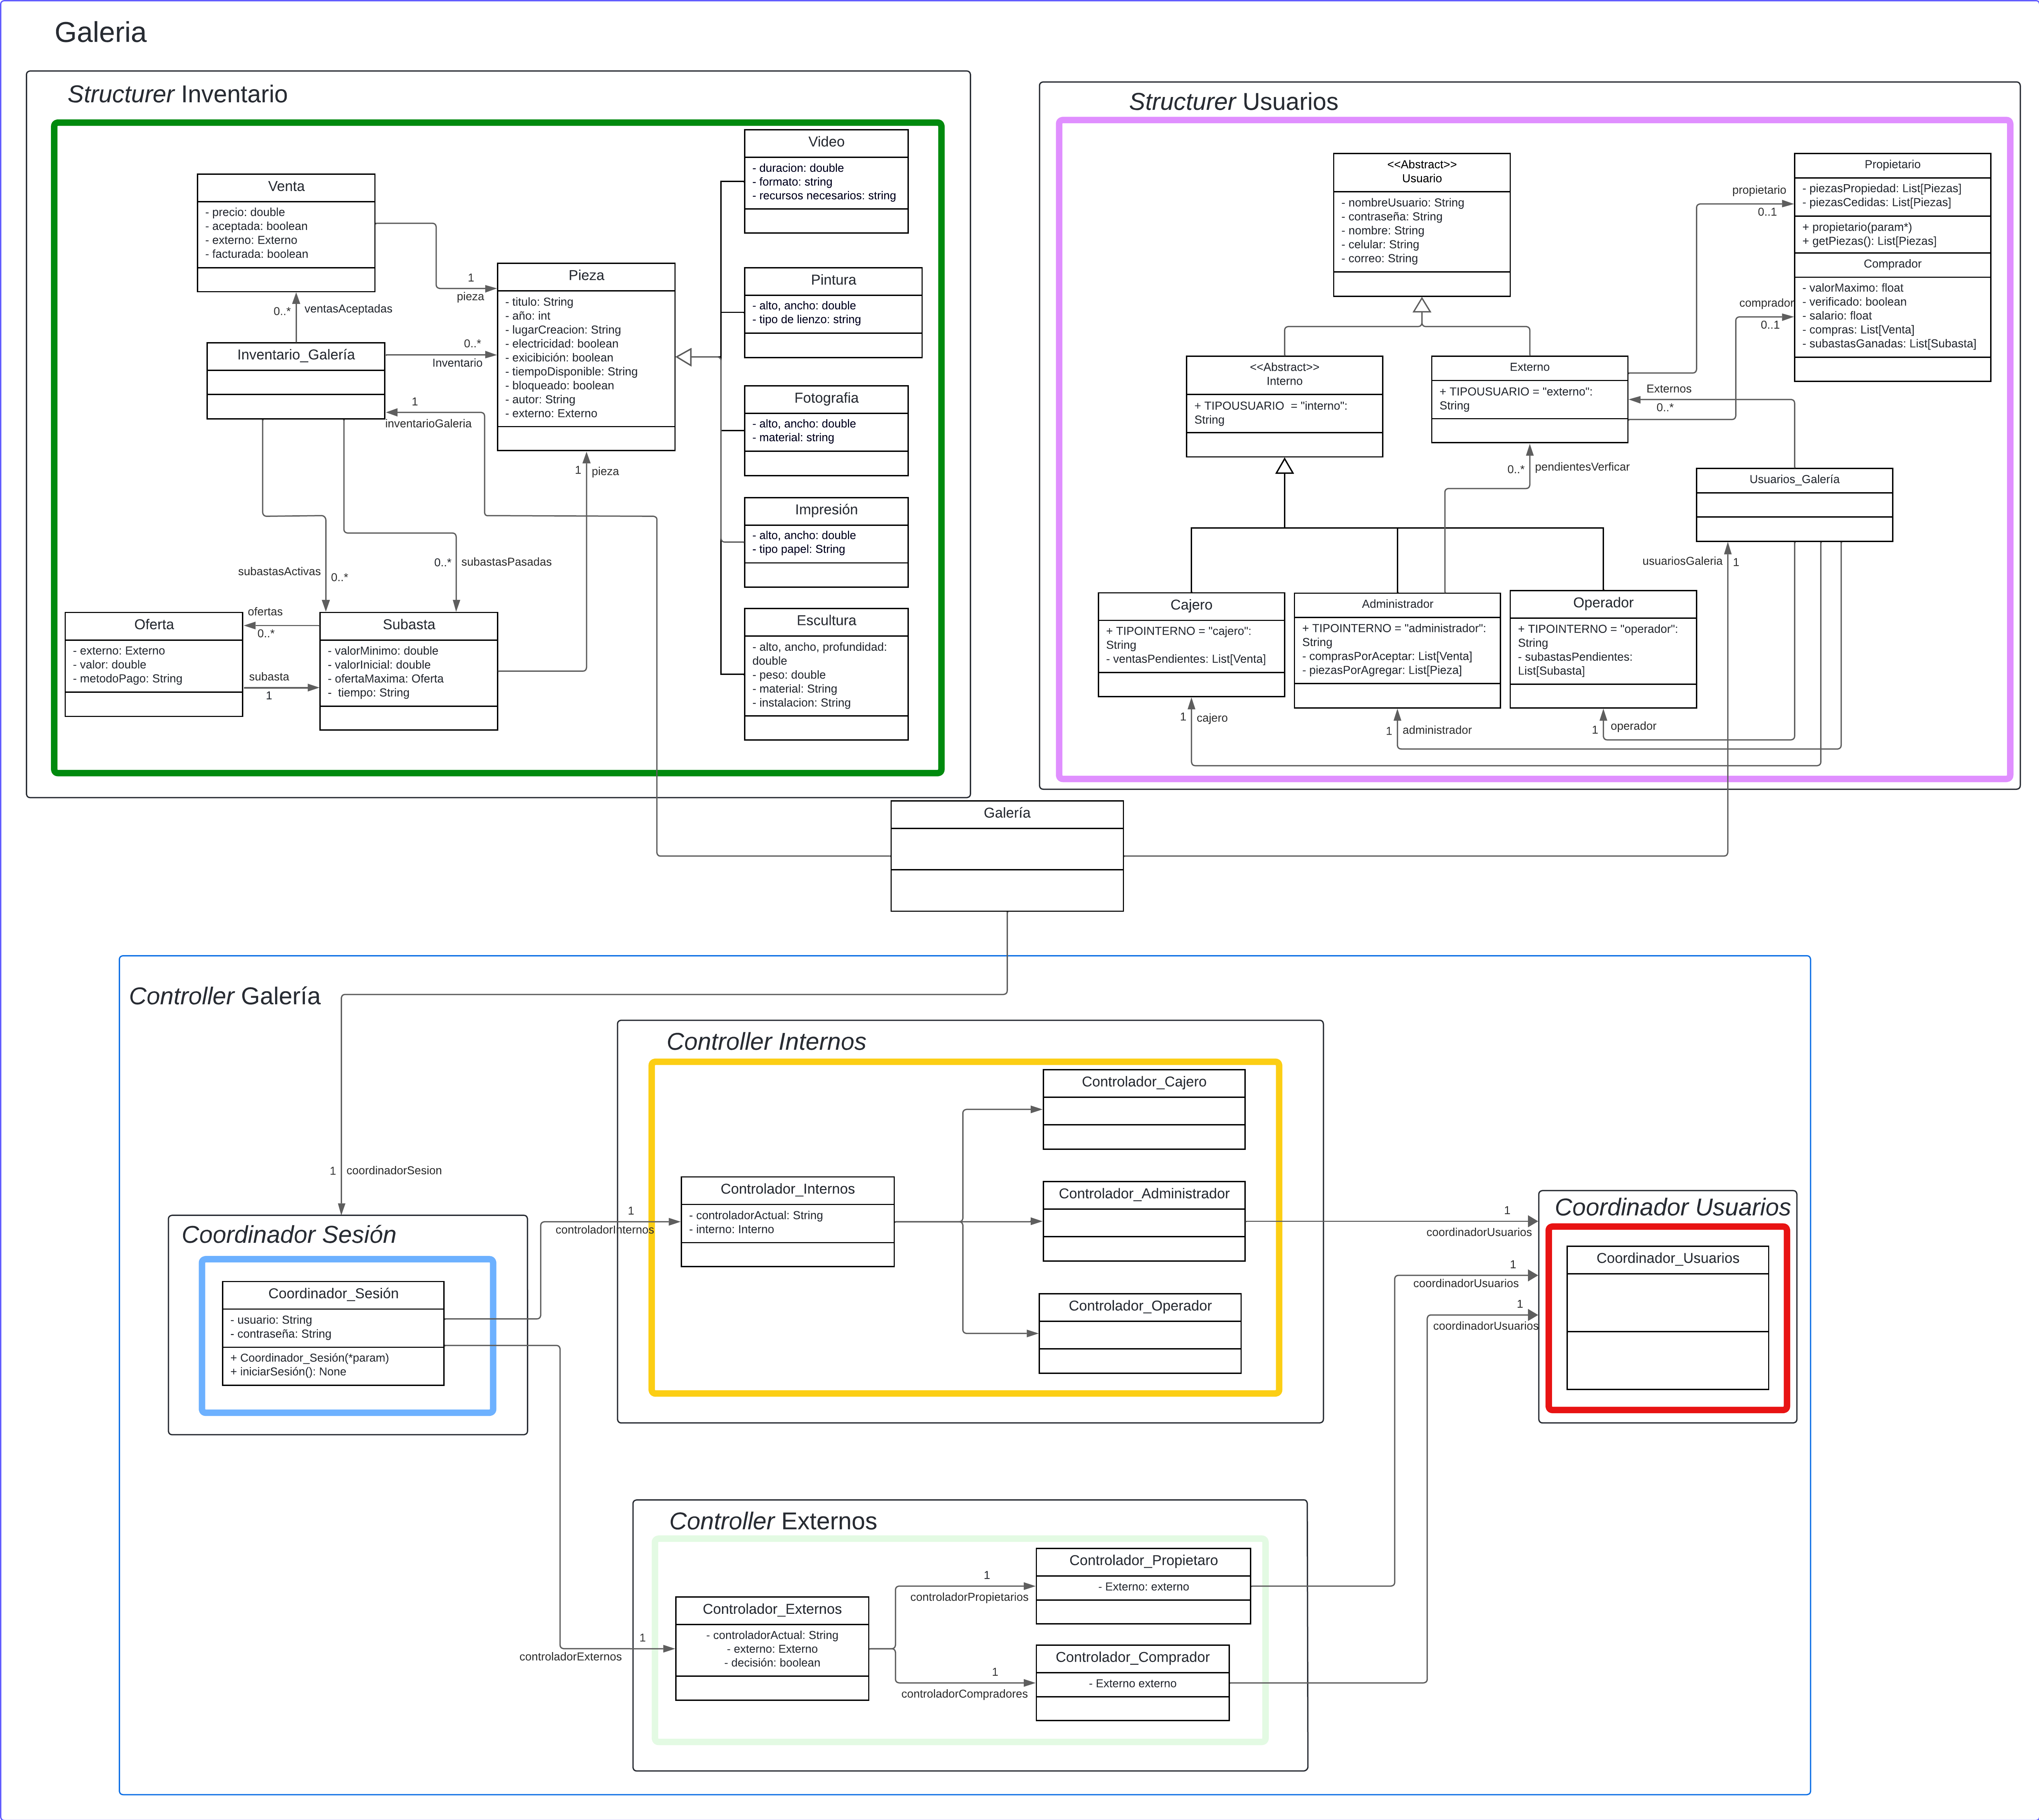 Galeria
Structurer Inventario
Venta
- precio: double
- aceptada: boolean
- externo: Externo
- facturada: boolean
1
pieza
0..*
ventasAceptadas
Inventario_Galería
0..*
Inventario
1
inventarioGaleria
Pieza
- titulo: String
- año: int
- lugarCreacion: String
- electricidad: boolean
- exicibición: boolean
- tiempoDisponible: String
- bloqueado: boolean
- autor: String
- externo: Externo
1
pieza
Video
- duracion: double
- formato: string
- recursos necesarios: string
Pintura
- alto, ancho: double
- tipo de lienzo: string
Fotografia
- alto, ancho: double
- material: string
Impresión
- alto, ancho: double
- tipo papel: String
Escultura
- alto, ancho, profundidad:
double
- peso: double
- material: String
- instalacion: String
subastasActivas
0..*
0..*
subastasPasadas
Oferta
- externo: Externo
- valor: double
- metodoPago: String
ofertas
0..*
subasta
1
Subasta
- valorMinimo: double
- valorInicial: double
- ofertaMaxima: Oferta
- tiempo: String
Structurer Usuarios
<<Abstract>>
Usuario
- nombreUsuario: String
- contraseña: String
- nombre: String
- celular: String
- correo: String
propietario
0..1
Propietario
- piezasPropiedad: List[Piezas]
- piezasCedidas: List[Piezas]
+ propietario(param*)
+ getPiezas(): List[Piezas]
comprador
0..1
Comprador
- valorMaximo: float
- verificado: boolean
- salario: float
- compras: List[Venta]
- subastasGanadas: List[Subasta]
<<Abstract>>
Interno
+ TIPOUSUARIO = "interno":
String
Externo
+ TIPOUSUARIO = "externo":
String
Externos
0..*
0..*
pendientesVerficar
Usuarios_Galería
usuariosGaleria
1
Cajero
+ TIPOINTERNO = "cajero":
String
- ventasPendientes: List[Venta]
Administrador
+ TIPOINTERNO = "administrador":
String
- comprasPorAceptar: List[Venta]
- piezasPorAgregar: List[Pieza]
Operador
+ TIPOINTERNO = "operador":
String
- subastasPendientes:
List[Subasta]
1
cajero
1
administrador
1
operador
Galería
Controller Galería
1
coordinadorSesion
Coordinador Sesión
Coordinador_Sesión
- usuario: String
- contraseña: String
+ Coordinador_Sesión(*param)
+ iniciarSesión(): None
1
controladorInternos
Controller Internos
Controlador_Internos
- controladorActual: String
- interno: Interno
Controlador_Cajero
Controlador_Administrador
Controlador_Operador
1
coordinadorUsuarios
1
coordinadorUsuarios
1
coordinadorUsuarios
Coordinador Usuarios
Coordinador_Usuarios
Controller Externos
1
controladorExternos
Controlador_Externos
- controladorActual: String
- externo: Externo
- decisión: boolean
1
controladorPropietarios
1
controladorCompradores
Controlador_Propietaro
- Externo: externo
Controlador_Comprador
- Externo externo